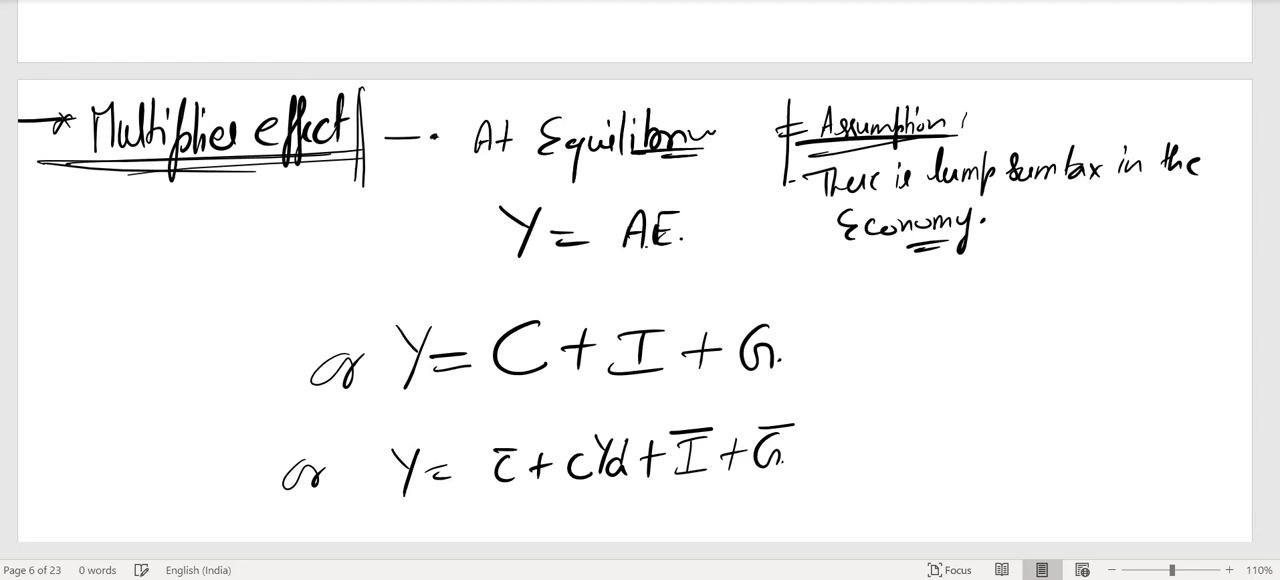 → Multiplier effect — · At Equilibrium
Y = A.E.
Assumption
- There is lump sum tax in the
Economy.
or Y = C + I + G.
or Y = C̅ + cYd + I̅ + G̅.
Page 6 of 23 0 words English (India) Focus 110%